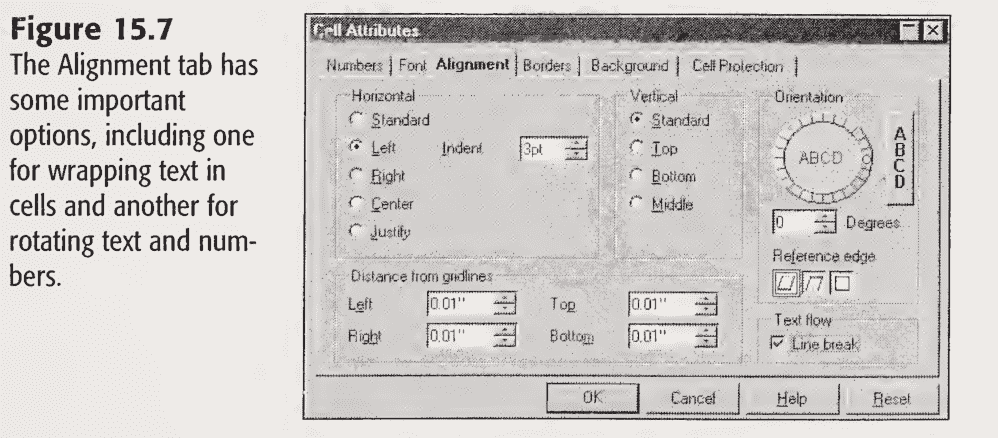 Figure 15.7
The Alignment tab has
some important
options, including one
for wrapping text in
cells and another for
rotating text and num-
bers.
Cell Attributes
Numbers Font Alignment Borders Background Cell Protection
Horizontal
Standard
Left Indent 3pt
Right
Center
Justify
Vertical
Standard
Top
Bottom
Middle
Orientation
ABCD
A
B
C
D
0 Degrees
Reference edge
Distance from gridlines
Left 0.01" Top 0.01"
Right 0.01" Bottom 0.01"
Text flow
Line break
OK Cancel Help Reset